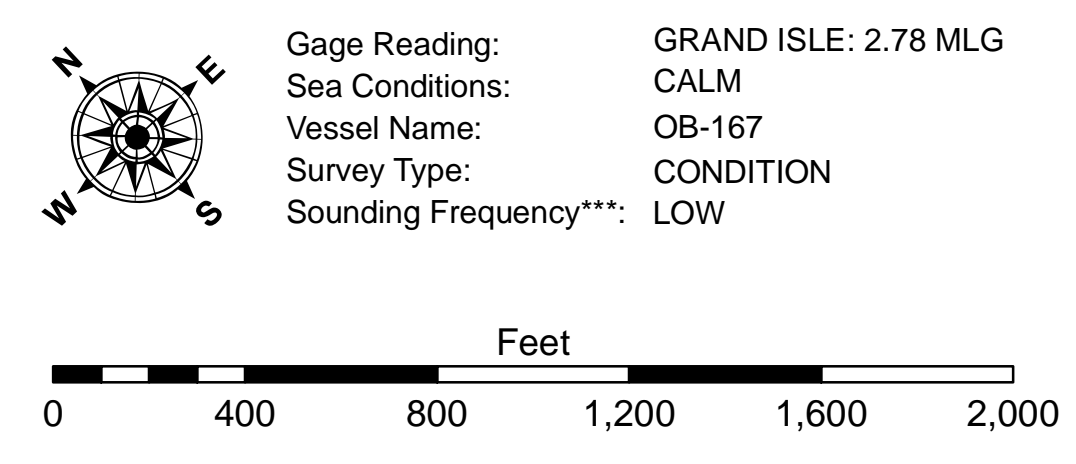 N
E
W
S
Gage Reading: GRAND ISLE: 2.78 MLG
Sea Conditions: CALM
Vessel Name: OB-167
Survey Type: CONDITION
Sounding Frequency***: LOW
Feet
0 400 800 1,200 1,600 2,000